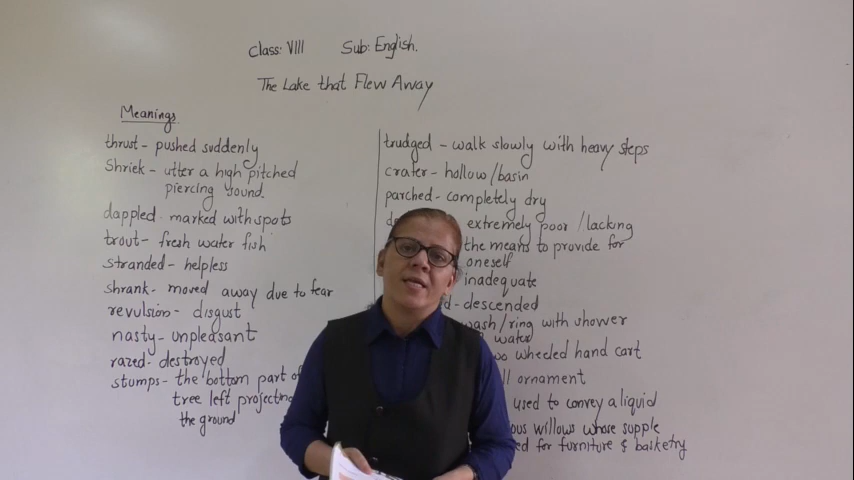 Class: VIII Sub: English.
The Lake that Flew Away
Meanings
thrust - pushed suddenly
Shriek - utter a high pitched
piercing sound.
dappled - marked with spots
trout - fresh water fish
stranded - helpless
shrank - moved away due to fear
revulsion - disgust
nasty - unpleasant
razed - destroyed
stumps - the bottom part of
tree left projecting
the ground
trudged - walk slowly with heavy steps
crater - hollow/basin
parched - completely dry
extremely poor / lacking
the means to provide for
oneself
inadequate
- descended
wash/ring with shower
water
wheeled hand cart
ornament
used to convey a liquid
willows whose supple
for furniture & basketry